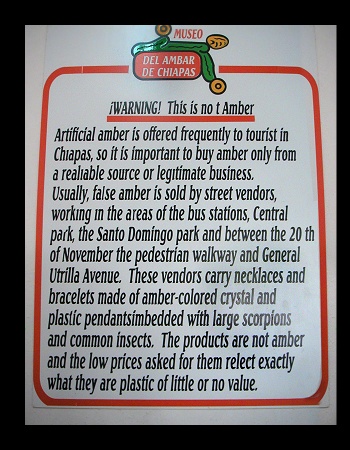 MUSEO
DEL AMBAR
DE CHIAPAS
¡WARNING! This is no t Amber
Artificial amber is offered frequently to tourist in
Chiapas, so it is important to buy amber only from
a realiable source or legitimate business.
Usually, false amber is sold by street vendors,
working in the areas of the bus stations, Central
park, the Santo Domingo park and between the 20 th
of November the pedestrian walkway and General
Utrilla Avenue. These vendors carry necklaces and
bracelets made of amber-colored crystal and
plastic pendantsimbedded with large scorpions
and common insects. The products are not amber
and the low prices asked for them relect exactly
what they are plastic of little or no value.